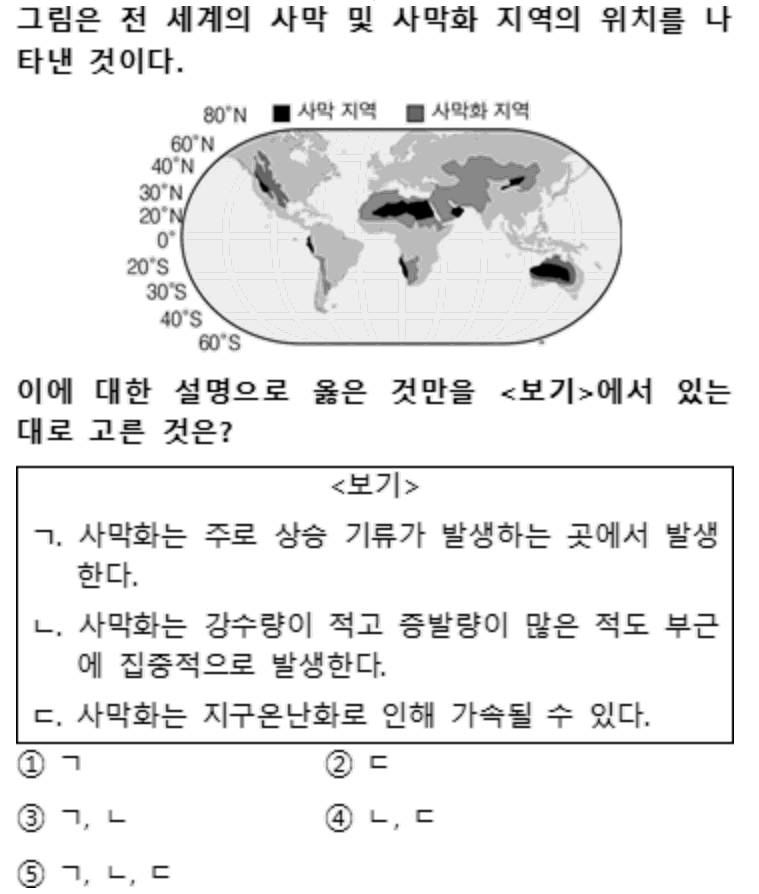 그림은 전 세계의 사막 및 사막화 지역의 위치를 나
타낸 것이다.
80°N ■ 사막 지역 ■ 사막화 지역
60°N
40°N
30°N
20°N
0°
20°S
30°S
40°S
60°S
이에 대한 설명으로 옳은 것만을 <보기>에서 있는
대로 고른 것은?
<보기>
ㄱ. 사막화는 주로 상승 기류가 발생하는 곳에서 발생
한다.
ㄴ. 사막화는 강수량이 적고 증발량이 많은 적도 부근
에 집중적으로 발생한다.
ㄷ. 사막화는 지구온난화로 인해 가속될 수 있다.
① ㄱ ② ㄷ
③ ㄱ, ㄴ ④ ㄴ, ㄷ
⑤ ㄱ, ㄴ, ㄷ